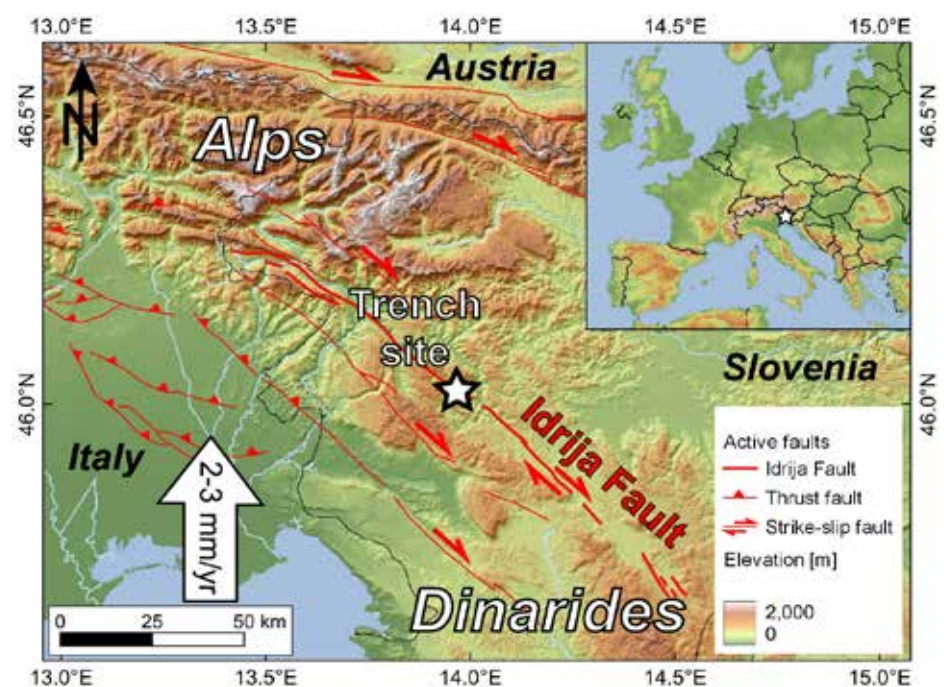 13.0°E 13.5°E 14.0°E 14.5°E 15.0°E
46.5°N
46.5°N
N
Austria
Alps
Trench
site
Slovenia
46.0°N
46.0°N
Idrija Fault
Italy
2-3 mm/yr
Dinarides
Active faults
Idrija Fault
Thrust fault
Strike-slip fault
Elevation [m]
2,000
0
0 25 50 km
13.0°E 13.5°E 14.0°E 14.5°E 15.0°E